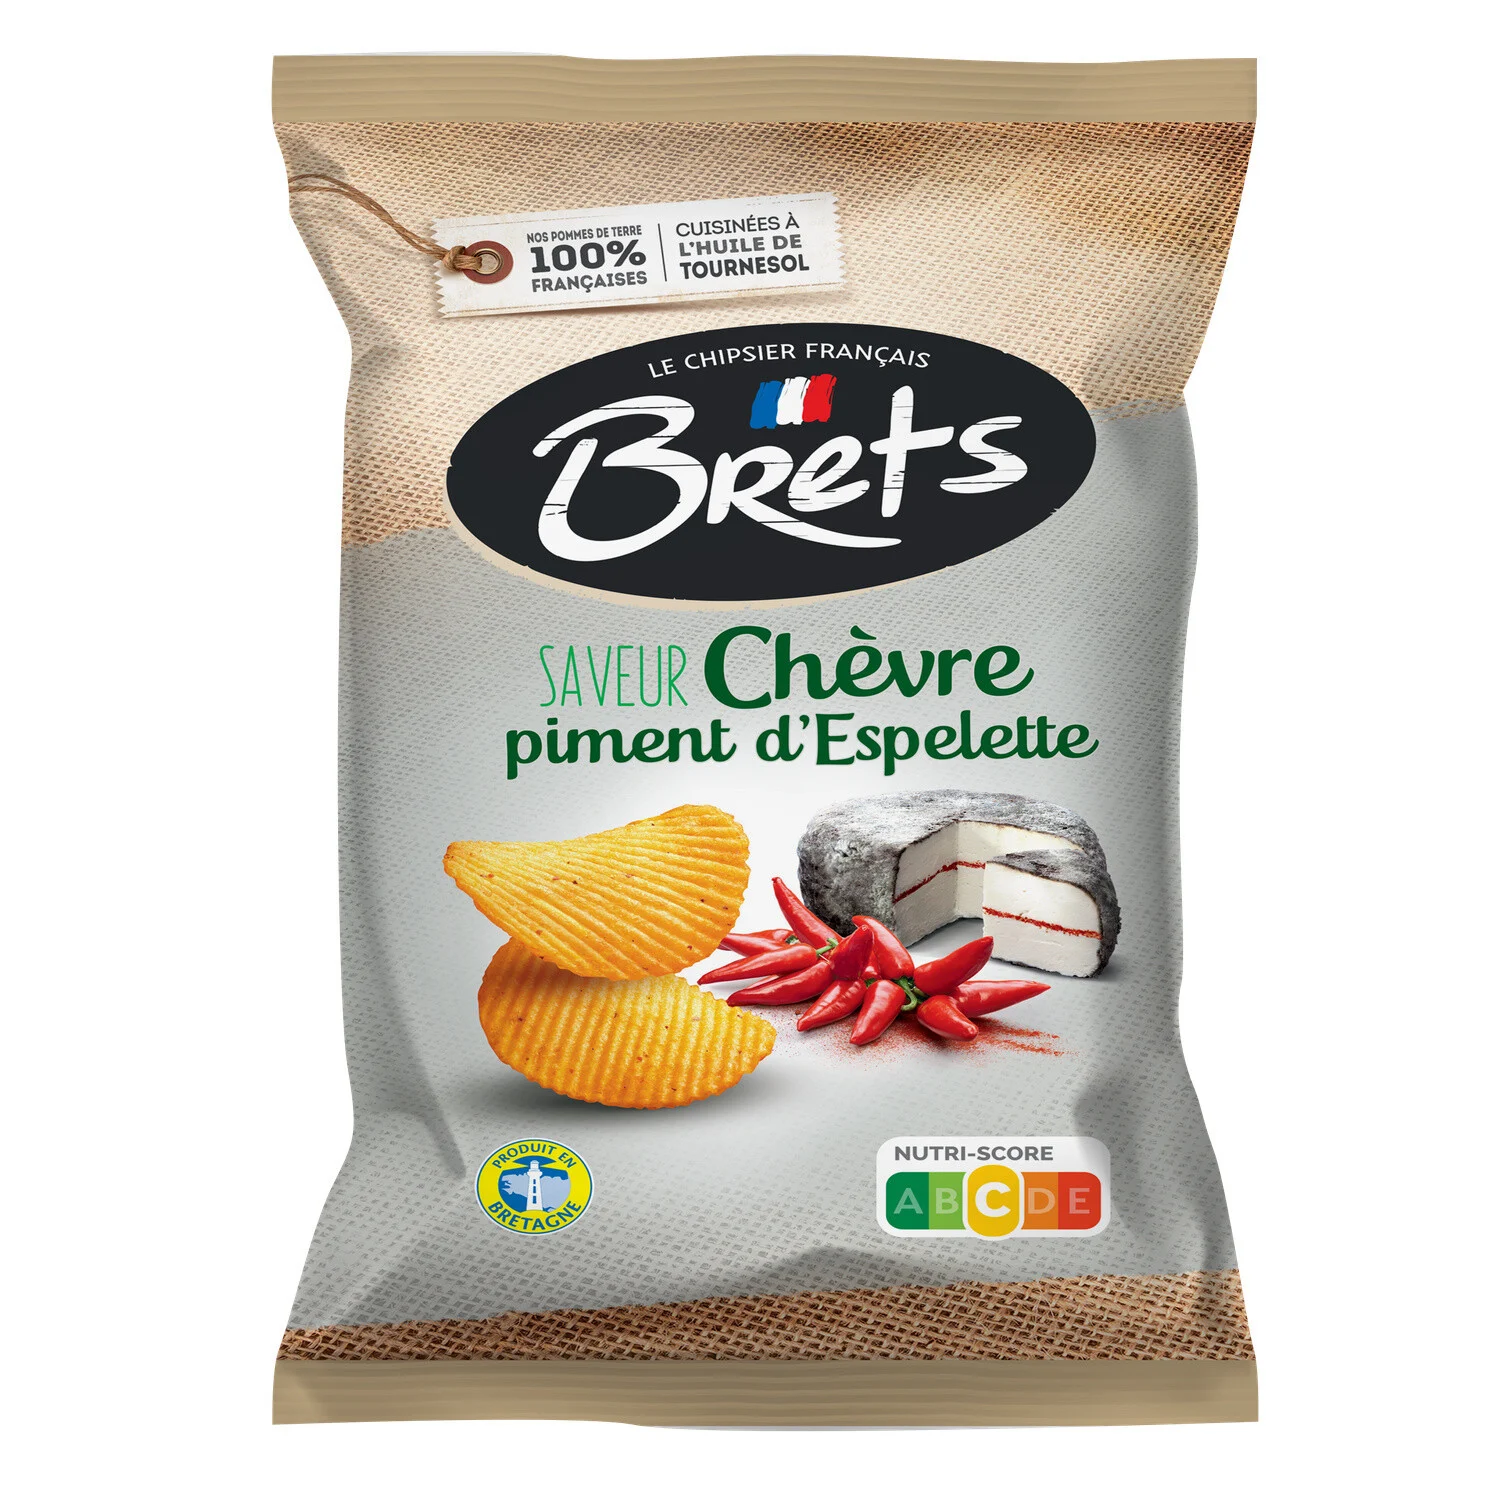 NOS POMMES DE TERRE
100%
FRANÇAISES
CUISINÉES À
L'HUILE DE
TOURNESOL
LE CHIPSIER FRANÇAIS
Brets
SAVEUR Chèvre
piment d'Espelette
PRODUIT EN
BRETAGNE
NUTRI-SCORE
A B C D E